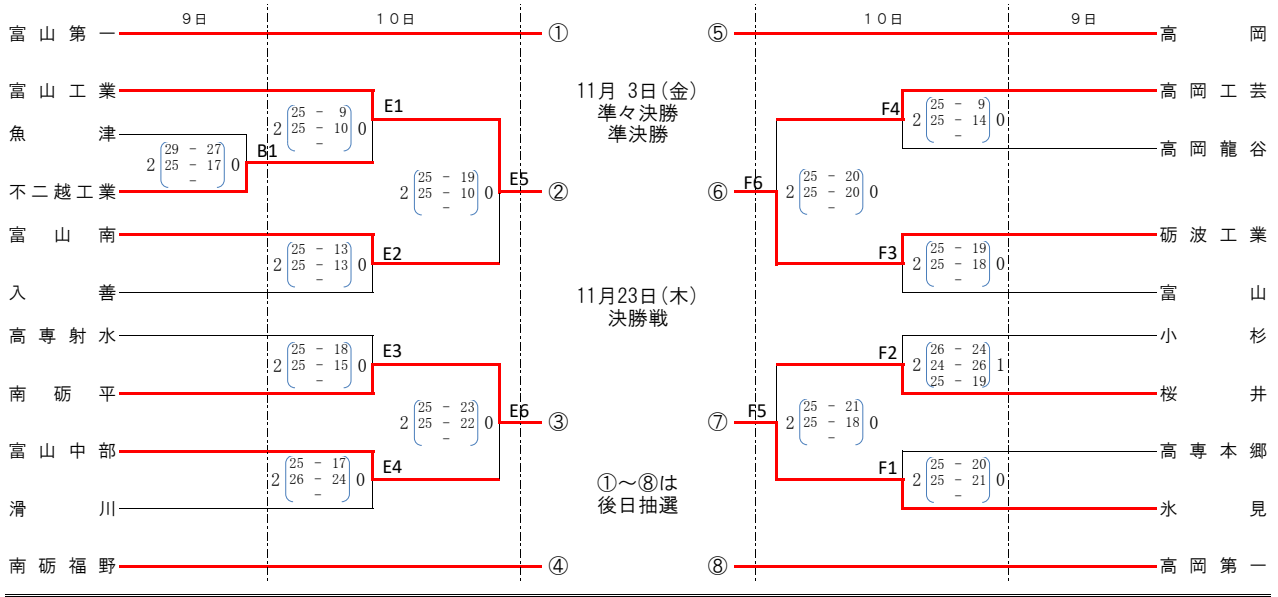 9日 10日 10日 9日
富山第一 ① ⑤ 高岡
富山工業 11月 3日(金) 高岡工芸
準々決勝
準決勝
E1 F4
2 25 - 9 0
25 - 10
-
2 25 - 9 0
25 - 14
-
魚津 高岡龍谷
B1
2 29 - 27 0
25 - 17
-
不二越工業 E5 ② ⑥ F6
2 25 - 19 0
25 - 10
-
2 25 - 20 0
25 - 20
-
富山南 砺波工業
E2 F3
2 25 - 13 0
25 - 13
-
2 25 - 19 0
25 - 18
-
入善 11月23日(木) 富山
決勝戦
高専射水 小杉
E3 F2
2 25 - 18 0
25 - 15
-
2 26 - 24 1
24 - 26
25 - 19
南砺平 桜井
E6 ③ ⑦ F5
2 25 - 23 0
25 - 22
-
2 25 - 21 0
25 - 18
-
富山中部 高専本郷
E4 F1
2 25 - 17 0
26 - 24
-
2 25 - 20 0
25 - 21
-
①~⑧は
後日抽選
滑川 氷見
南砺福野 ④ ⑧ 高岡第一